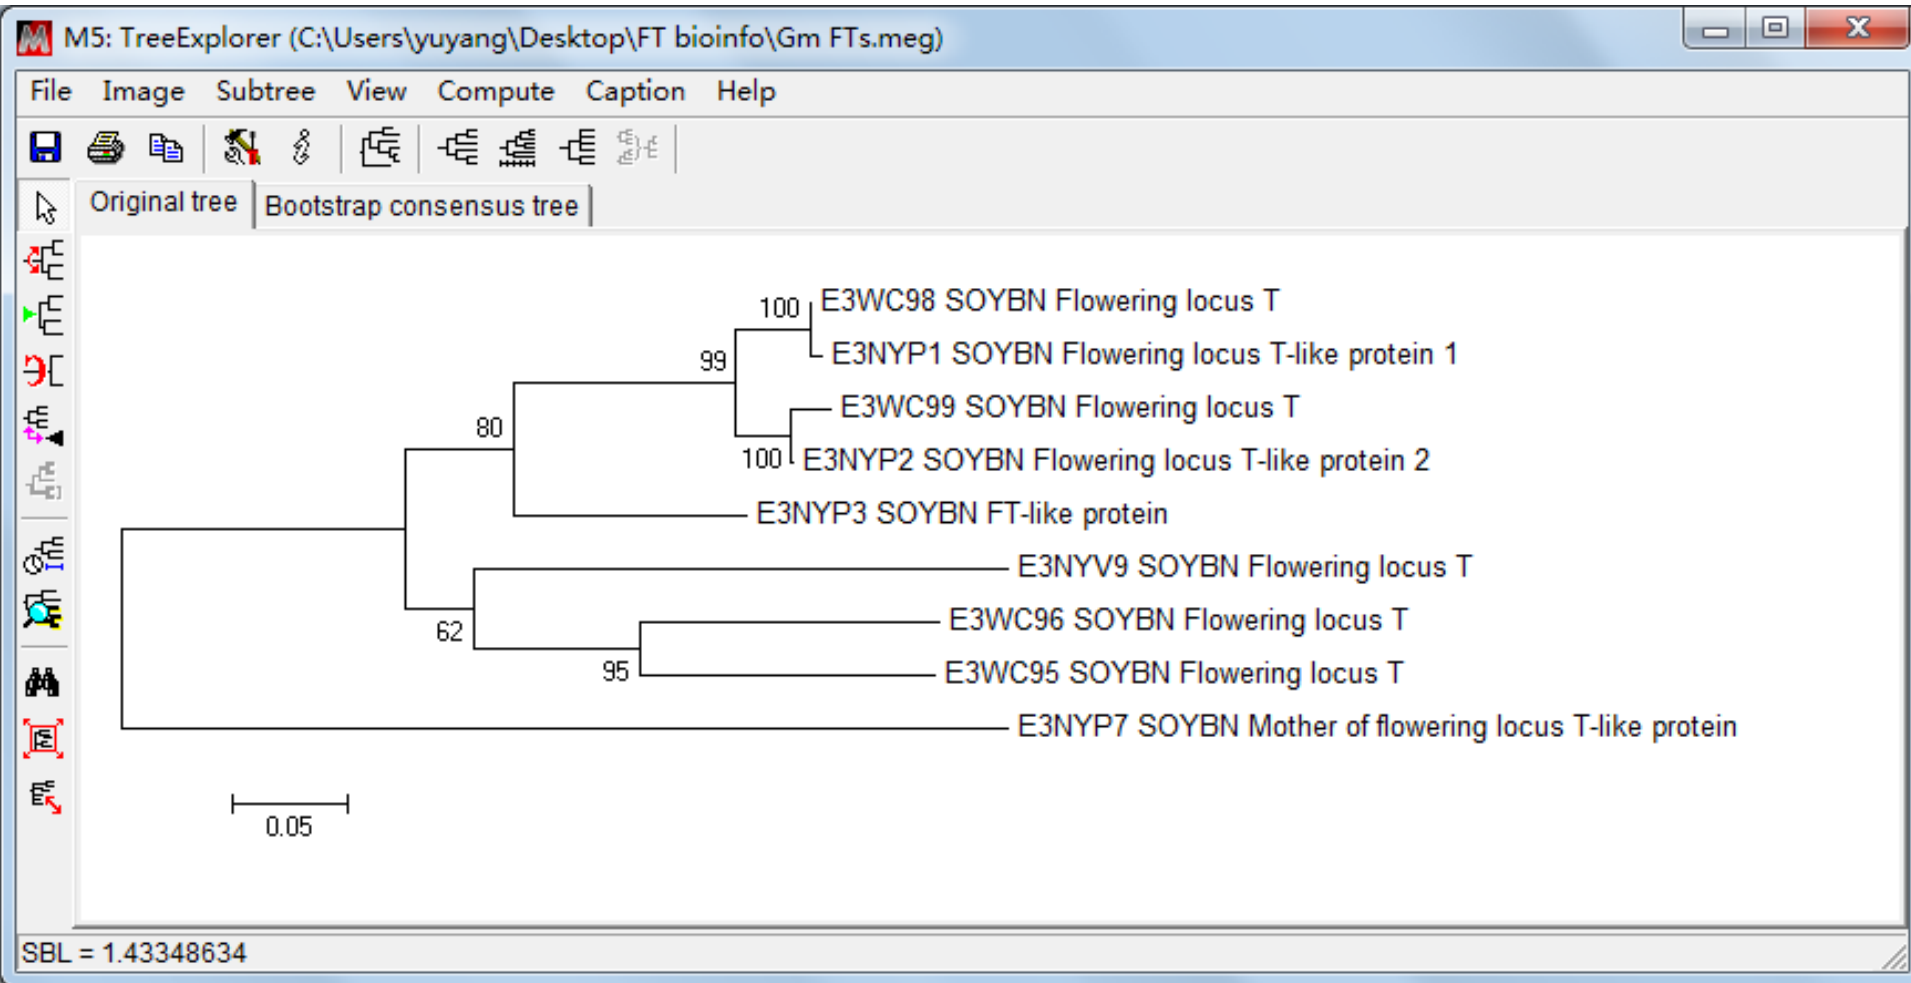 M5: TreeExplorer (C:\Users\yuyang\Desktop\FT bioinfo\Gm FTs.meg)
File Image Subtree View Compute Caption Help
Original tree Bootstrap consensus tree
100 E3WC98 SOYBN Flowering locus T
E3NYP1 SOYBN Flowering locus T-like protein 1
99
E3WC99 SOYBN Flowering locus T
80
100 E3NYP2 SOYBN Flowering locus T-like protein 2
E3NYP3 SOYBN FT-like protein
E3NYV9 SOYBN Flowering locus T
E3WC96 SOYBN Flowering locus T
62
95 E3WC95 SOYBN Flowering locus T
E3NYP7 SOYBN Mother of flowering locus T-like protein
0.05
SBL = 1.43348634